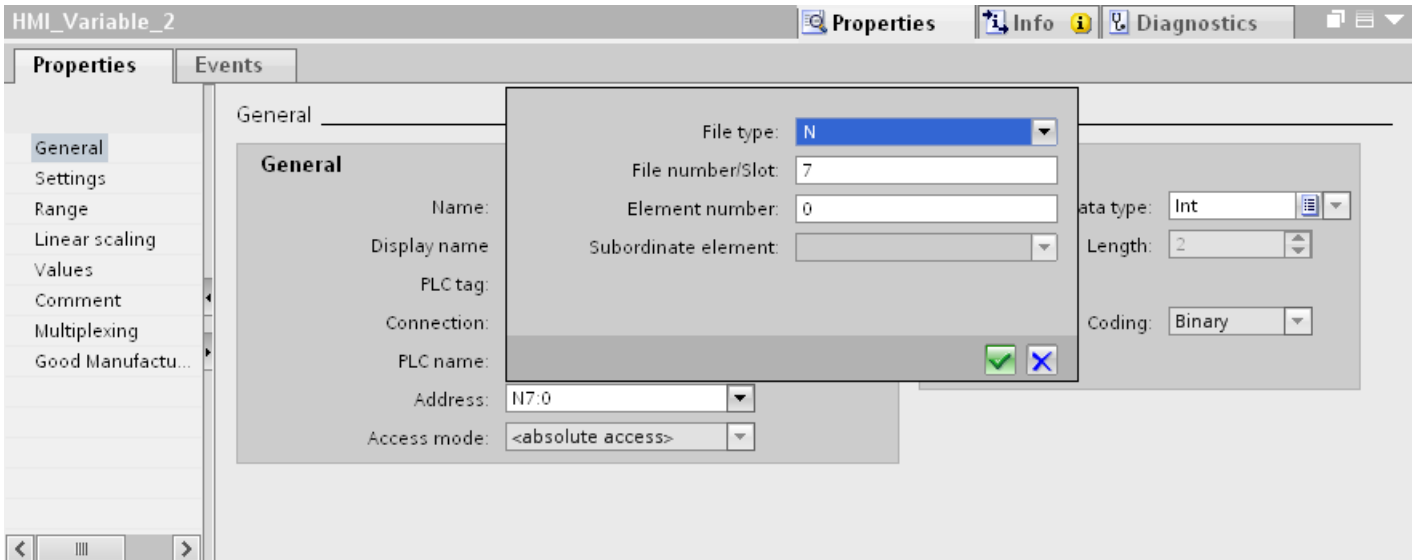 HMI_Variable_2
Properties
Info
Diagnostics
Properties
Events
General
Settings
Range
Linear scaling
Values
Comment
Multiplexing
Good Manufactu...
General
General
Name:
Display name
PLC tag:
Connection:
PLC name:
Address: N7:0
Access mode: <absolute access>
File type: N
File number/Slot: 7
Element number: 0
Subordinate element:
ata type: Int
Length: 2
Coding: Binary